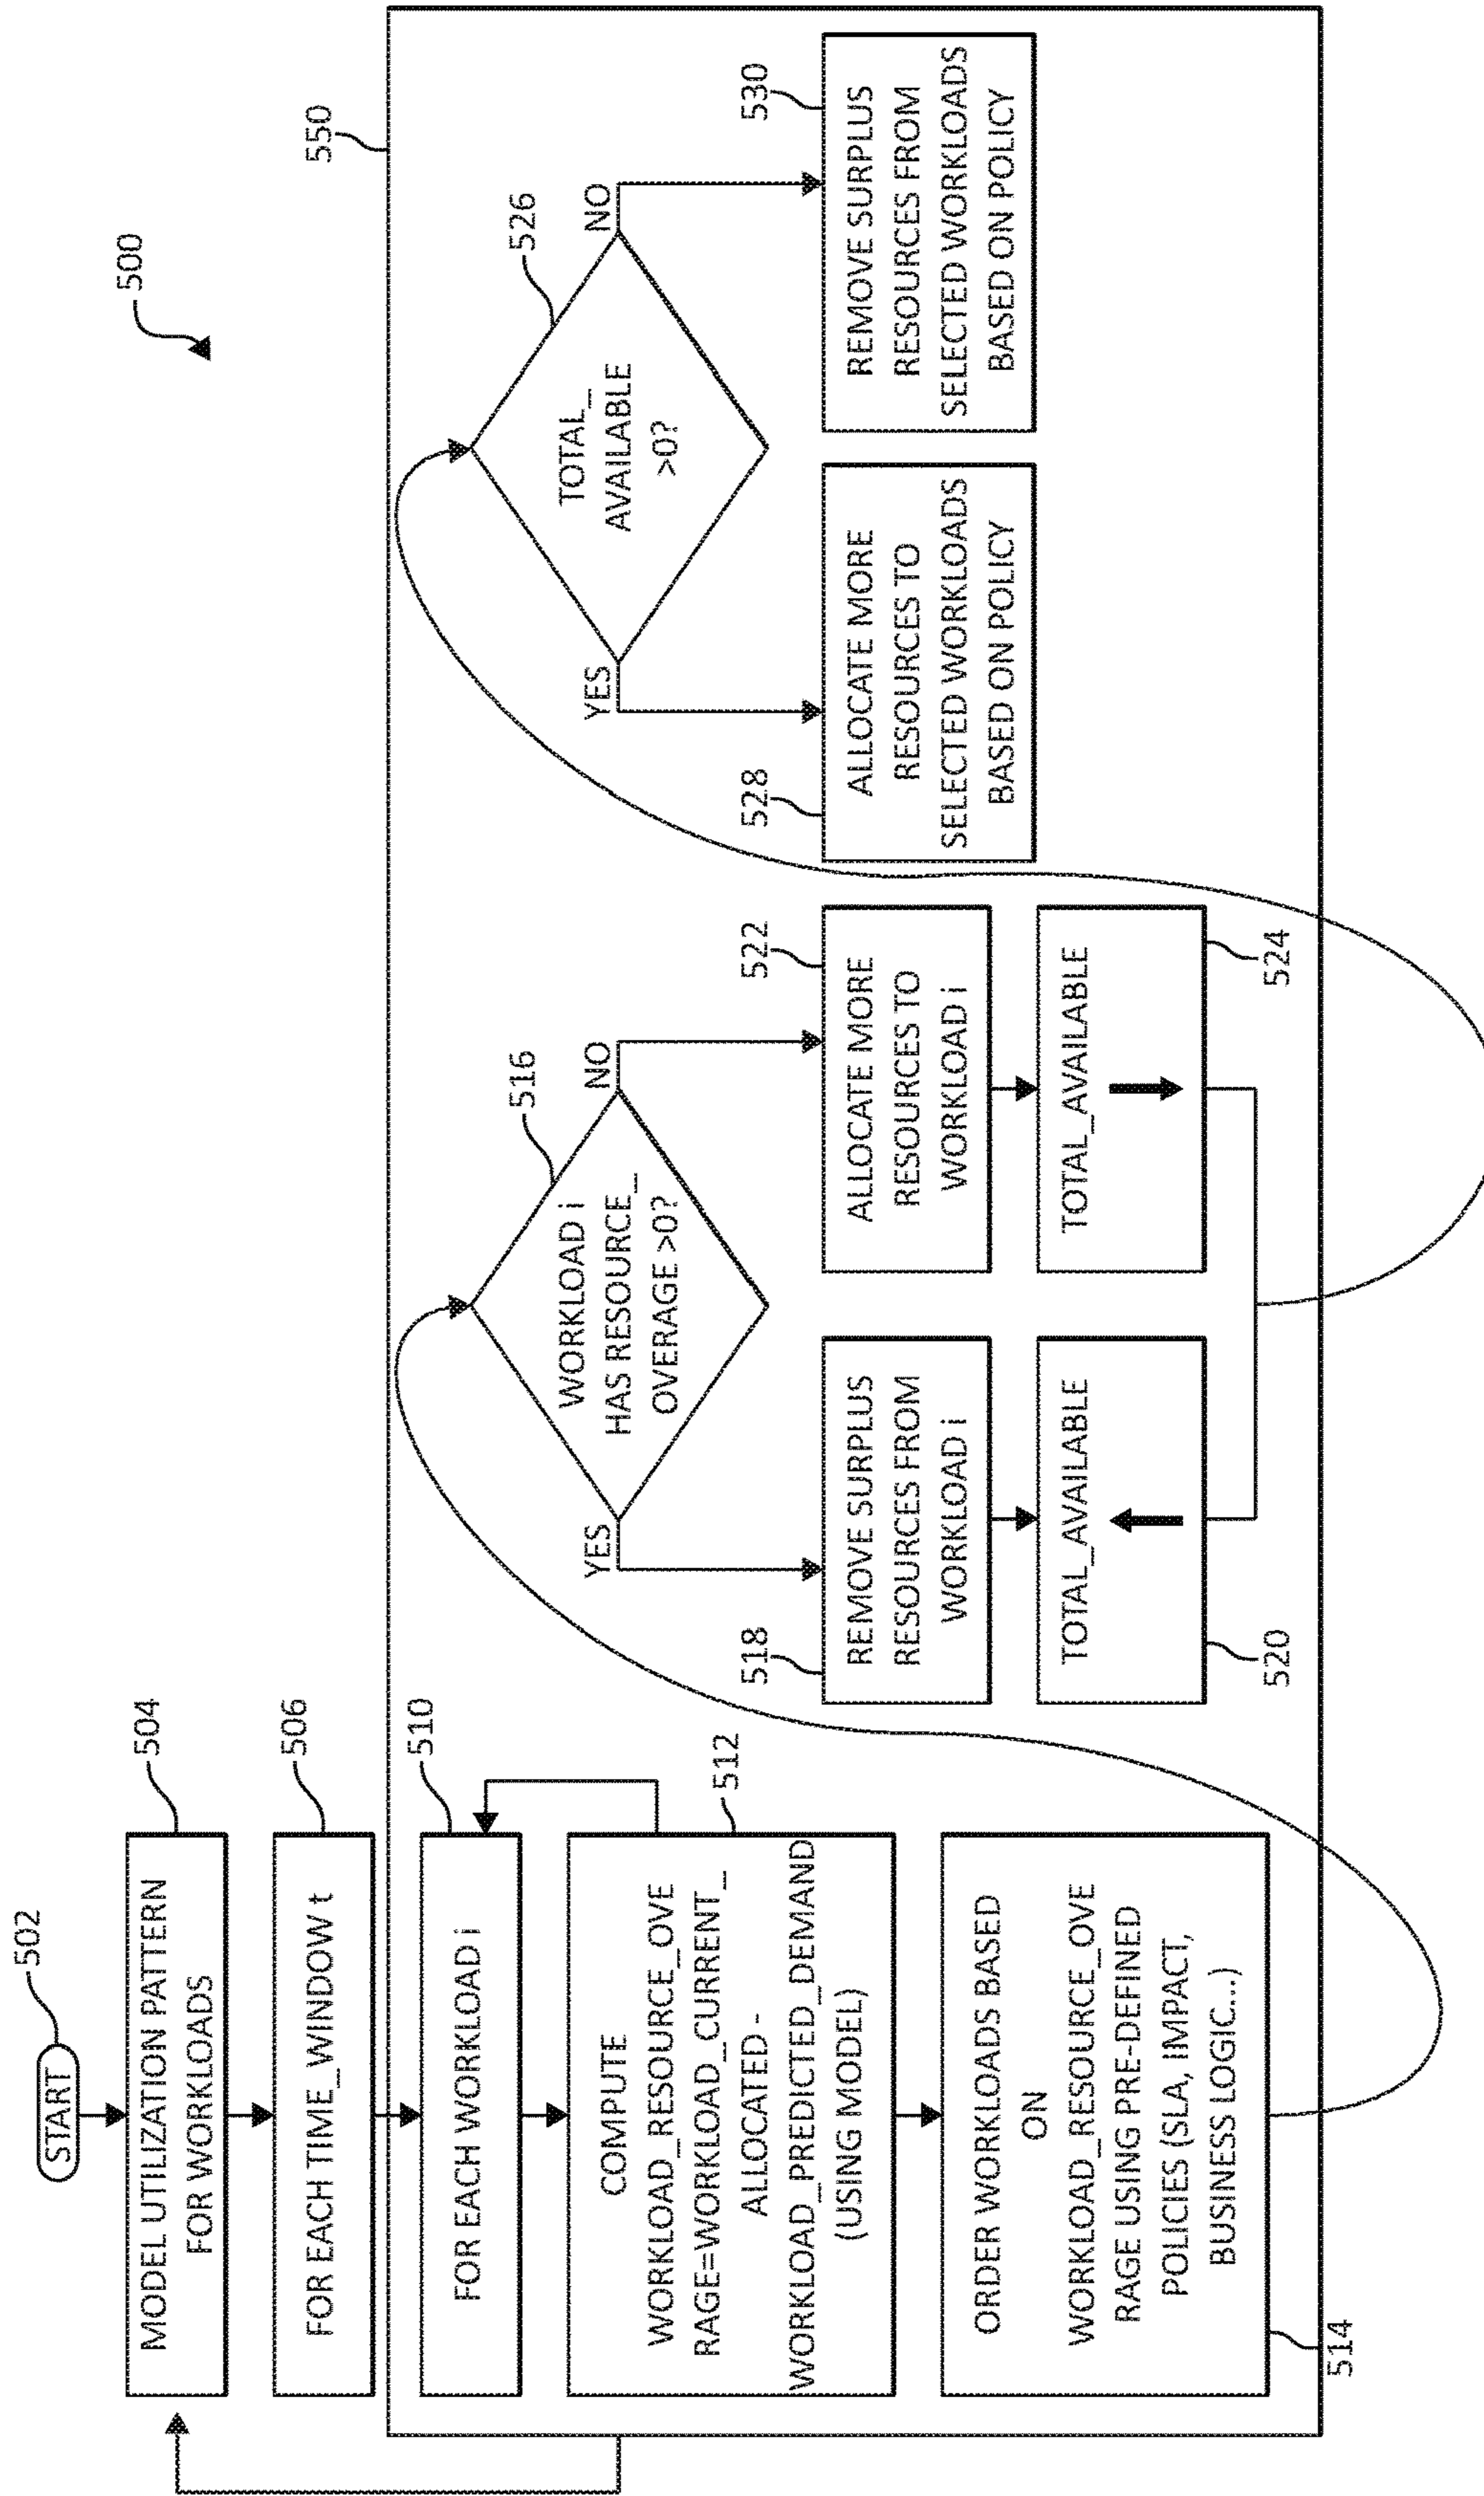 500
502
START
504
MODEL UTILIZATION PATTERN
FOR WORKLOADS
506
FOR EACH TIME_WINDOW t
550
510
FOR EACH WORKLOAD i
512
COMPUTE
WORKLOAD_RESOURCE_OVE
RAGE=WORKLOAD_CURRENT_
ALLOCATED -
WORKLOAD_PREDICTED_DEMAND
(USING MODEL)
ORDER WORKLOADS BASED
ON
WORKLOAD_RESOURCE_OVE
RAGE USING PRE-DEFINED
POLICIES (SLA, IMPACT,
BUSINESS LOGIC...)
514
516
WORKLOAD i
HAS RESOURCE_
OVERAGE >0?
YES
NO
518
REMOVE SURPLUS
RESOURCES FROM
WORKLOAD i
TOTAL_AVAILABLE
520
522
ALLOCATE MORE
RESOURCES TO
WORKLOAD i
TOTAL_AVAILABLE
524
526
TOTAL_
AVAILABLE
>0?
YES
NO
528
ALLOCATE MORE
RESOURCES TO
SELECTED WORKLOADS
BASED ON POLICY
530
REMOVE SURPLUS
RESOURCES FROM
SELECTED WORKLOADS
BASED ON POLICY